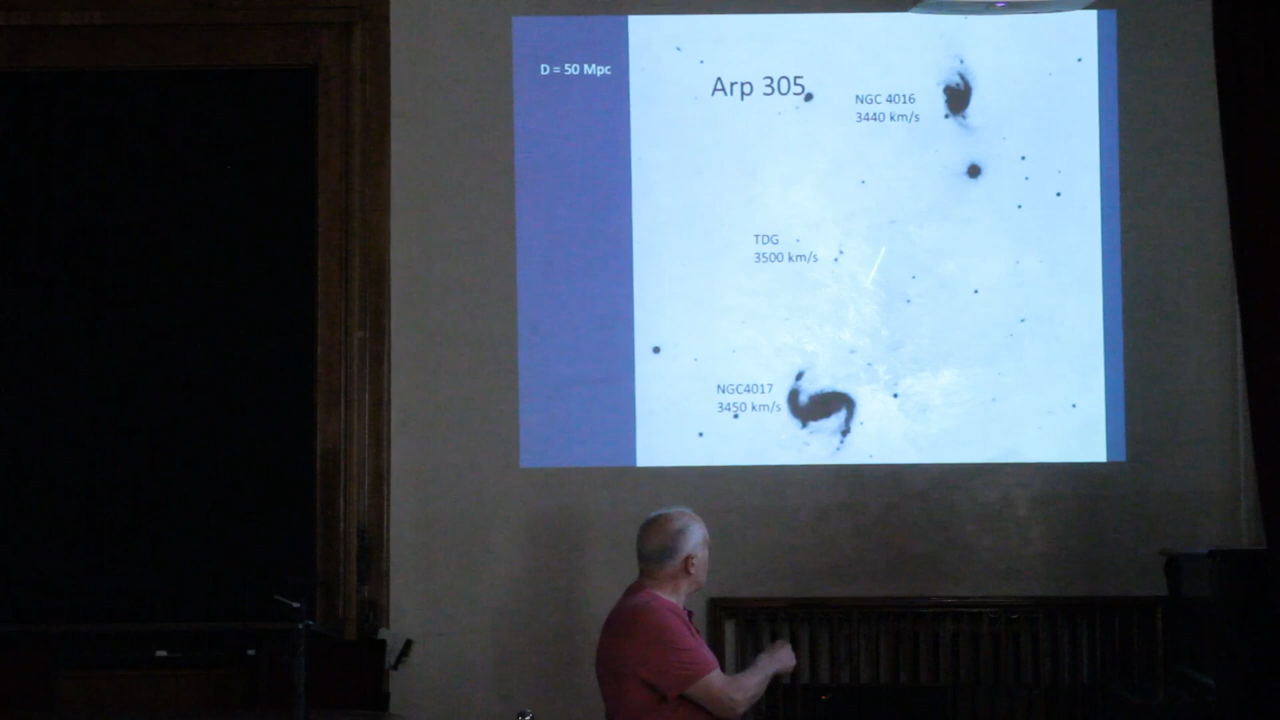 D = 50 Mpc
Arp 305
NGC 4016
3440 km/s
TDG
3500 km/s
NGC4017
3450 km/s